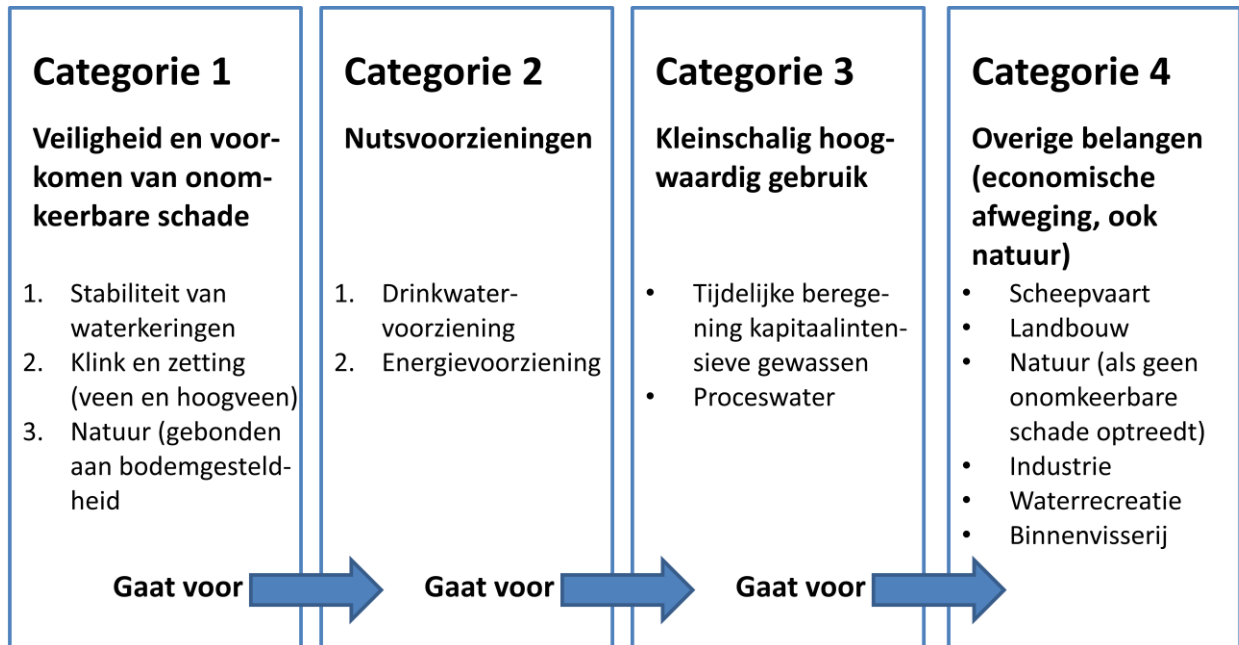 Categorie 1
Veiligheid en voor-
komen van onom-
keerbare schade
1. Stabiliteit van
waterkeringen
2. Klink en zetting
(veen en hoogveen)
3. Natuur (gebonden
aan bodemgesteld-
heid
Gaat voor
Categorie 2
Nutsvoorzieningen
1. Drinkwater-
voorziening
2. Energievoorziening
Gaat voor
Categorie 3
Kleinschalig hoog-
waardig gebruik
• Tijdelijke berege-
ning kapitaalinten-
sieve gewassen
• Proceswater
Gaat voor
Categorie 4
Overige belangen
(economische
afweging, ook
natuur)
• Scheepvaart
• Landbouw
• Natuur (als geen
onomkeerbare
schade optreedt)
• Industrie
• Waterrecreatie
• Binnenvisserij